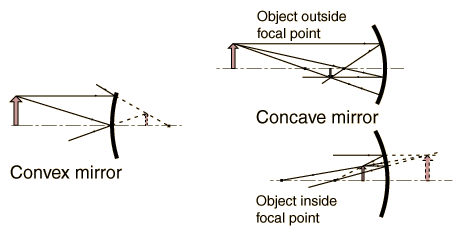 Object outside
focal point
Concave mirror
Convex mirror
Object inside
focal point